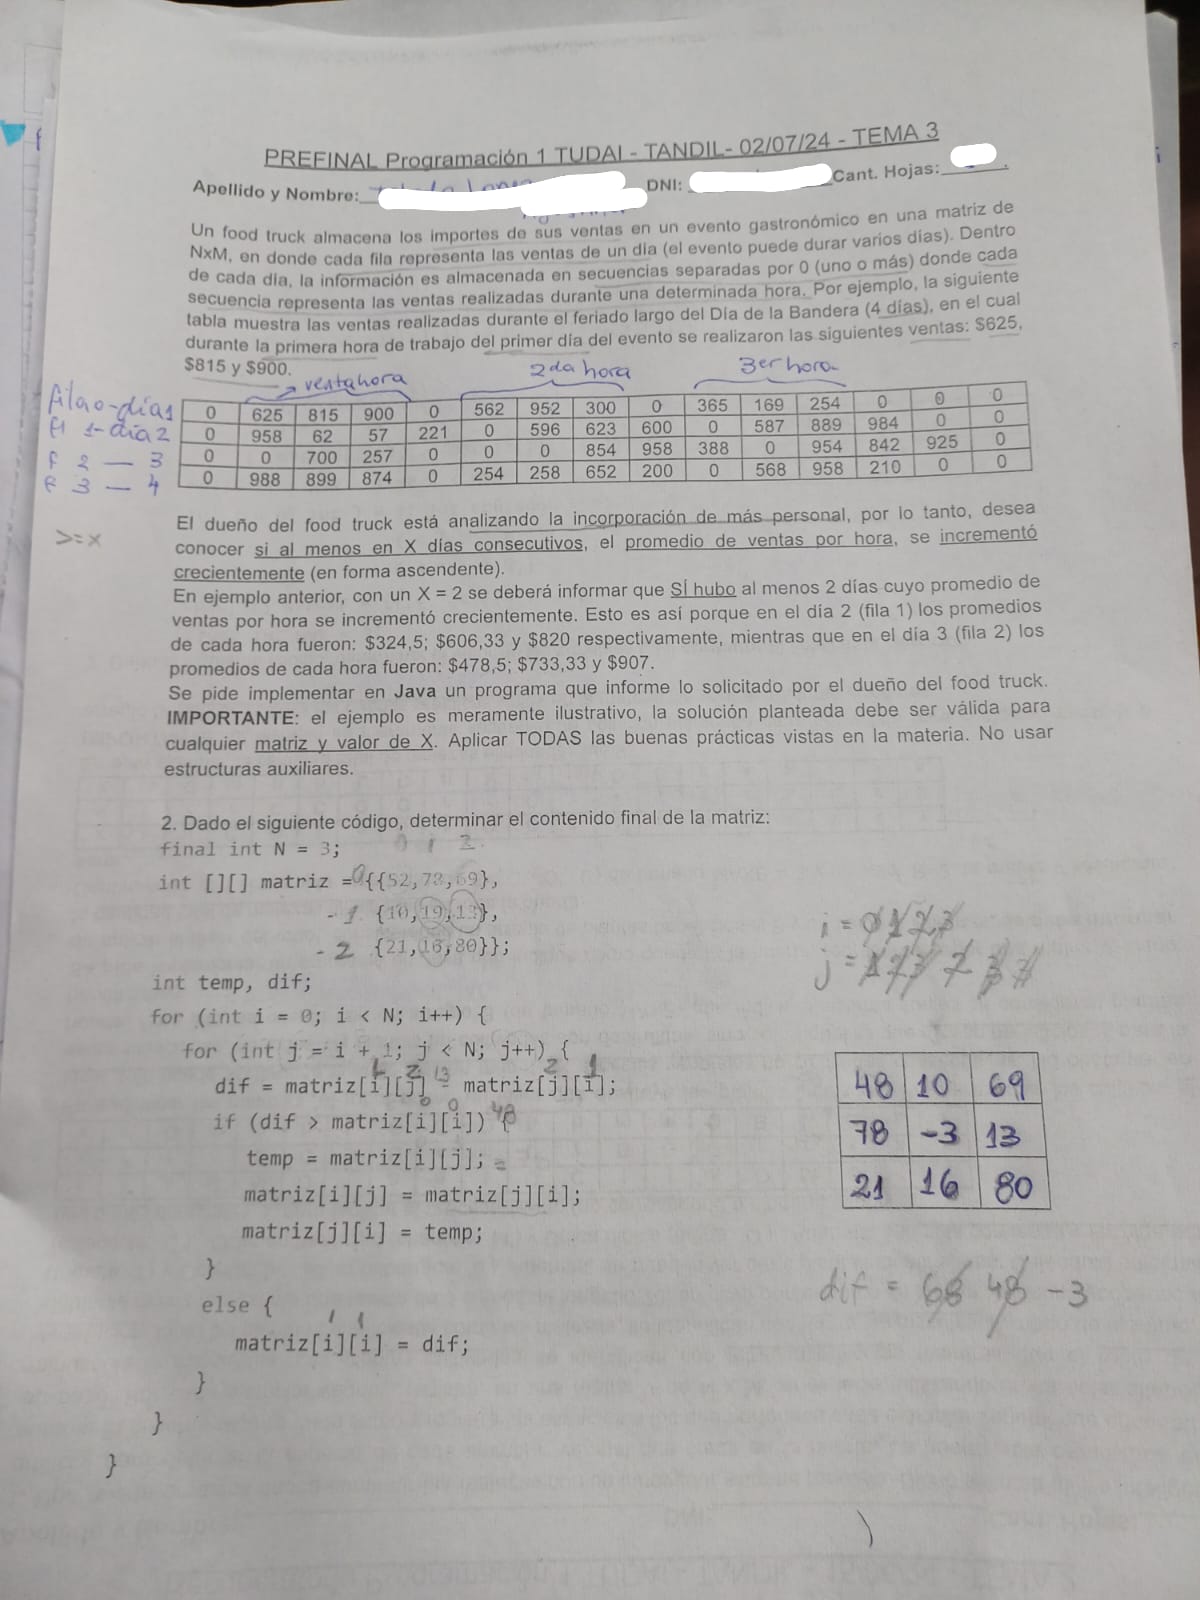 PREFINAL Programación 1 TUDAI - TANDIL- 02/07/24 - TEMA 3
Apellido y Nombre: DNI: Cant. Hojas:
Un food truck almacena los importes de sus ventas en un evento gastronómico en una matriz de
NxM, en donde cada fila representa las ventas de un día (el evento puede durar varios días). Dentro
de cada día, la información es almacenada en secuencias separadas por 0 (uno o más) donde cada
secuencia representa las ventas realizadas durante una determinada hora. Por ejemplo, la siguiente
tabla muestra las ventas realizadas durante el feriado largo del Día de la Bandera (4 días), en el cual
durante la primera hora de trabajo del primer día del evento se realizaron las siguientes ventas: $625,
$815 y $900.
→ venta hora 2da hora 3er hora
fila 0-días1 0 625 815 900 0 562 952 300 0 365 169 254 0 0 0
fi 1-día2 0 958 62 57 221 0 596 623 600 0 587 889 984 0 0
F 2 — 3 0 0 700 257 0 0 0 854 958 388 0 954 842 925 0
F 3 — 4 0 988 899 874 0 254 258 652 200 0 568 958 210 0 0
El dueño del food truck está analizando la incorporación de más personal, por lo tanto, desea
>=x
conocer si al menos en X días consecutivos, el promedio de ventas por hora, se incrementó
crecientemente (en forma ascendente).
En ejemplo anterior, con un X = 2 se deberá informar que SÍ hubo al menos 2 días cuyo promedio de
ventas por hora se incrementó crecientemente. Esto es así porque en el día 2 (fila 1) los promedios
de cada hora fueron: $324,5; $606,33 y $820 respectivamente, mientras que en el día 3 (fila 2) los
promedios de cada hora fueron: $478,5; $733,33 y $907.
Se pide implementar en Java un programa que informe lo solicitado por el dueño del food truck.
IMPORTANTE: el ejemplo es meramente ilustrativo, la solución planteada debe ser válida para
cualquier matriz y valor de X. Aplicar TODAS las buenas prácticas vistas en la materia. No usar
estructuras auxiliares.
2. Dado el siguiente código, determinar el contenido final de la matriz:
0 1 2
final int N = 3;
int [][] matriz = 0 {{52,78,69},
- 1 {10,19,13},
- 2 {21,16,80}};
i = 0 1 2 3
j = 1 2 3 2 3 3
int temp, dif;
for (int i = 0; i < N; i++) {
for (int j = i + 1; j < N; j++) {
1 2 13 2 1
dif = matriz[i][j] - matriz[j][i];
0 0 48
if (dif > matriz[i][i]) {
temp = matriz[i][j];
matriz[i][j] = matriz[j][i];
matriz[j][i] = temp;
48 10 69
78 -3 13
21 16 80
}
else {
dif = 68 48 -3
1 1
matriz[i][i] = dif;
}
}
}